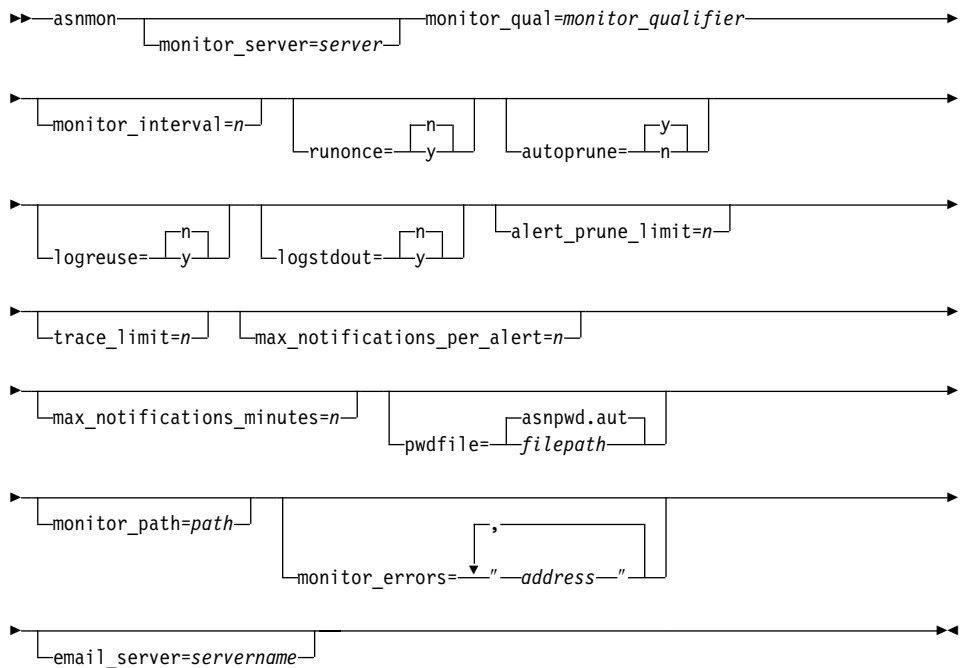 asnmon monitor_server=server monitor_qual=monitor_qualifier
monitor_interval=n runonce= n y autoprune= y n
logreuse= n y logstdout= n y alert_prune_limit=n
trace_limit=n max_notifications_per_alert=n
max_notifications_minutes=n pwdfile= asnpwd.aut filepath
monitor_path=path monitor_errors= , "address"
email_server=servername